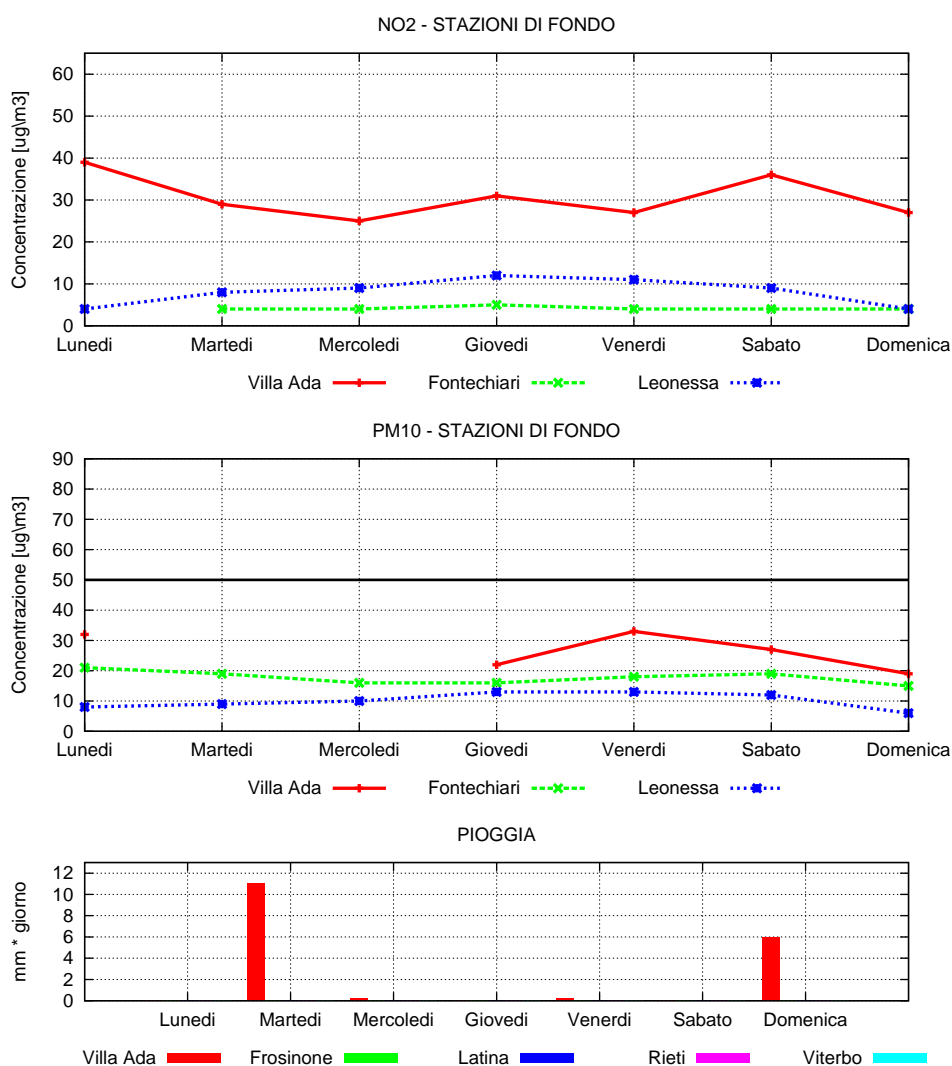 NO2 - STAZIONI DI FONDO
Concentrazione [ug\m3]
60
50
40
30
20
10
0
Lunedi Martedi Mercoledi Giovedi Venerdi Sabato Domenica
Villa Ada Fontechiari Leonessa
PM10 - STAZIONI DI FONDO
Concentrazione [ug\m3]
90
80
70
60
50
40
30
20
10
0
Lunedi Martedi Mercoledi Giovedi Venerdi Sabato Domenica
Villa Ada Fontechiari Leonessa
PIOGGIA
mm * giorno
12
10
8
6
4
2
0
Lunedi Martedi Mercoledi Giovedi Venerdi Sabato Domenica
Villa Ada Frosinone Latina Rieti Viterbo